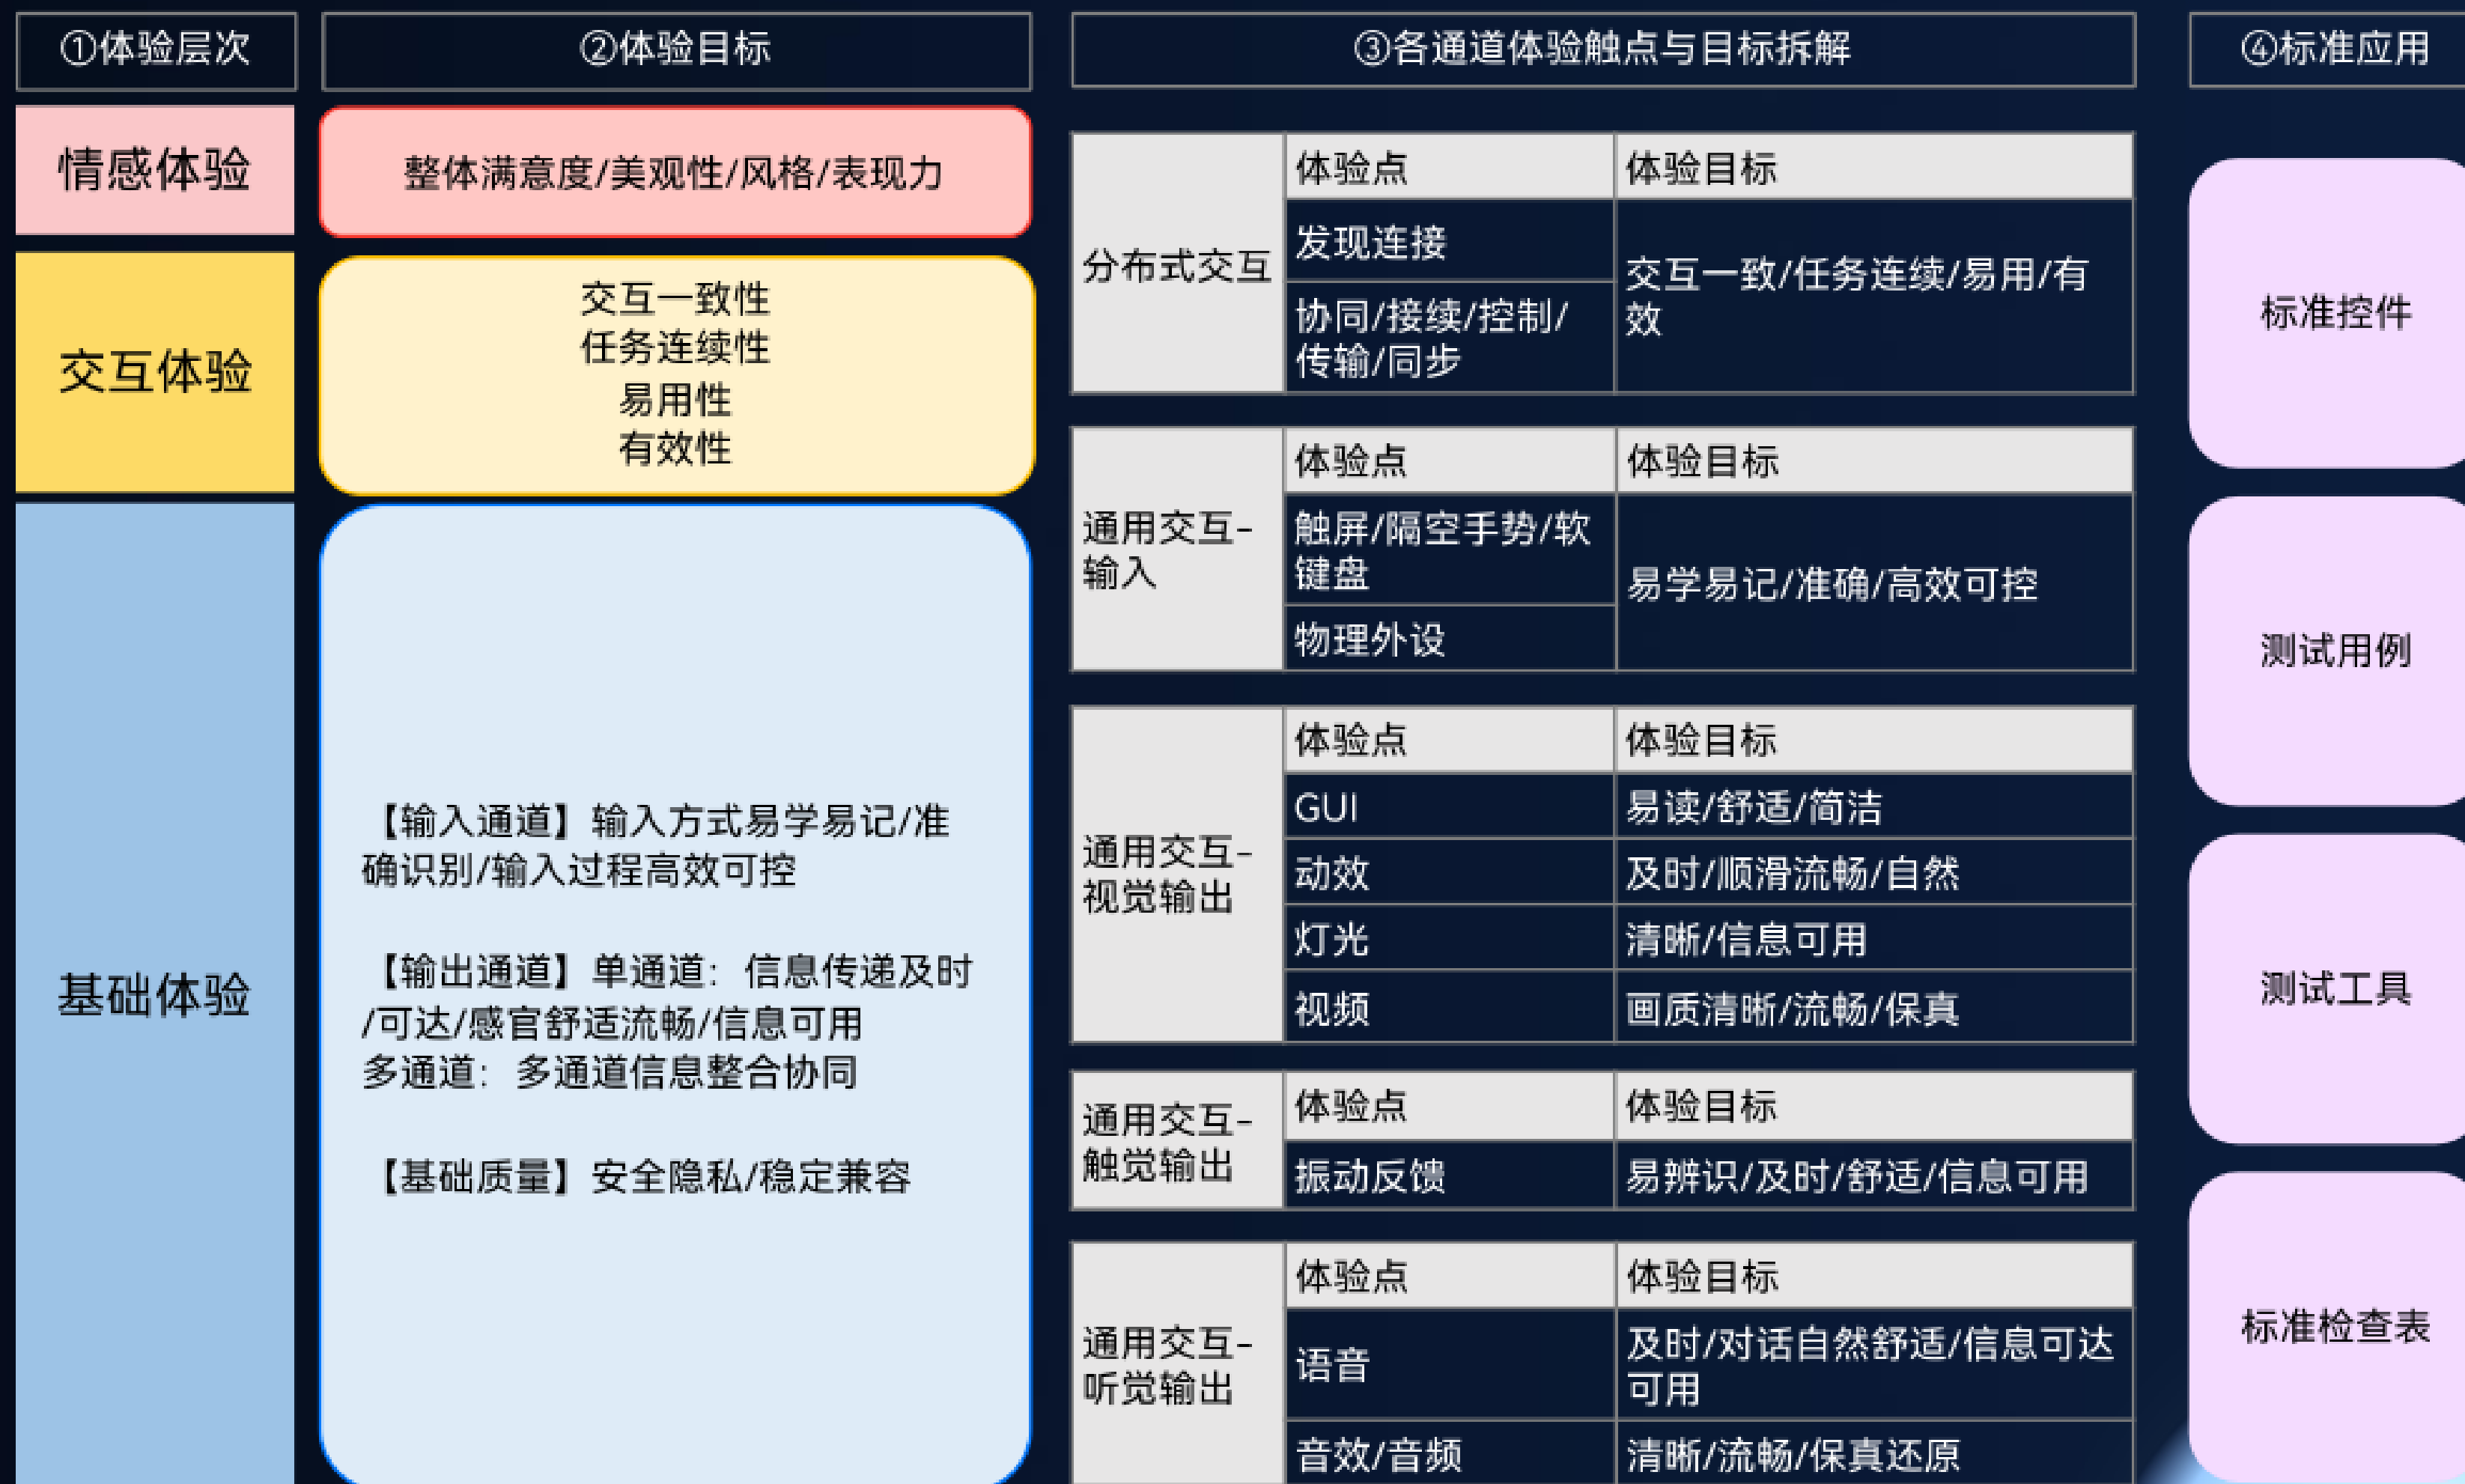 ①体验层次
②体验目标
③各通道体验触点与目标拆解
④标准应用
情感体验
整体满意度/美观性/风格/表现力
交互体验
交互一致性
任务连续性
易用性
有效性
基础体验
【输入通道】输入方式易学易记/准
确识别/输入过程高效可控
【输出通道】单通道：信息传递及时
/可达/感官舒适流畅/信息可用
多通道：多通道信息整合协同
【基础质量】安全隐私/稳定兼容
分布式交互
体验点
体验目标
发现连接
协同/接续/控制/
传输/同步
交互一致/任务连续/易用/有
效
通用交互-
输入
体验点
体验目标
触屏/隔空手势/软
键盘
物理外设
易学易记/准确/高效可控
通用交互-
视觉输出
体验点
体验目标
GUI
易读/舒适/简洁
动效
及时/顺滑流畅/自然
灯光
清晰/信息可用
视频
画质清晰/流畅/保真
通用交互-
触觉输出
体验点
体验目标
振动反馈
易辨识/及时/舒适/信息可用
通用交互-
听觉输出
体验点
体验目标
语音
及时/对话自然舒适/信息可达
可用
音效/音频
清晰/流畅/保真还原
标准控件
测试用例
测试工具
标准检查表